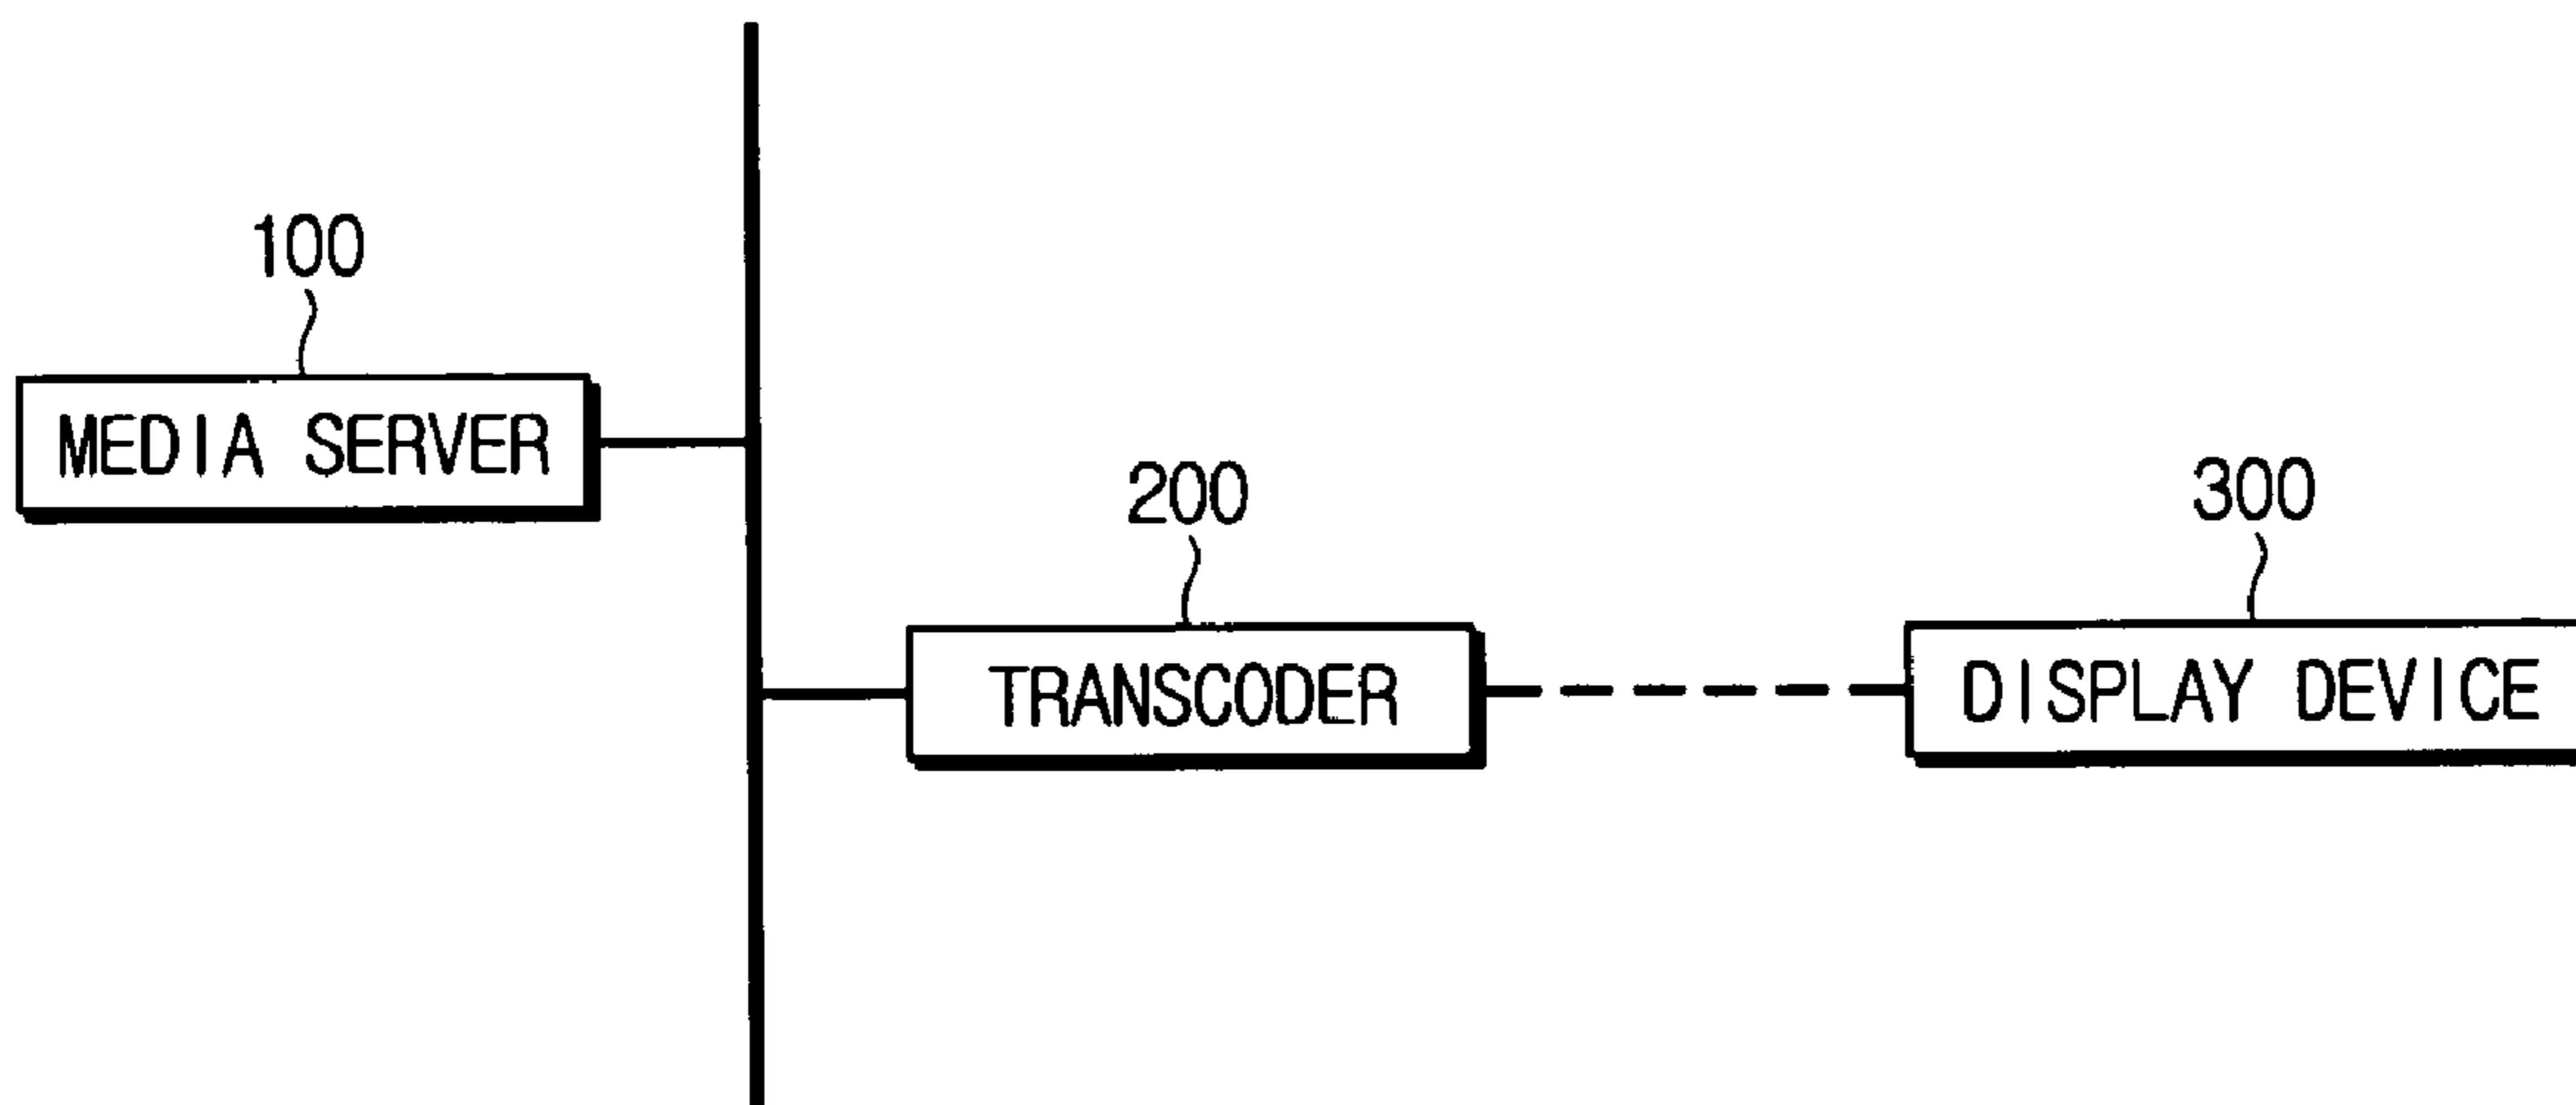 100
MEDIA SERVER
200
TRANSCODER
300
DISPLAY DEVICE